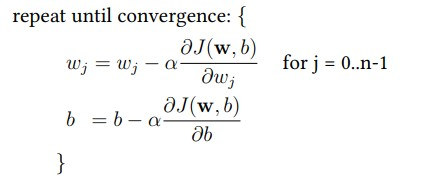 repeat until convergence: {
w_j = w_j − α ∂J(w, b) / ∂w_j for j = 0..n-1
b = b − α ∂J(w, b) / ∂b
}